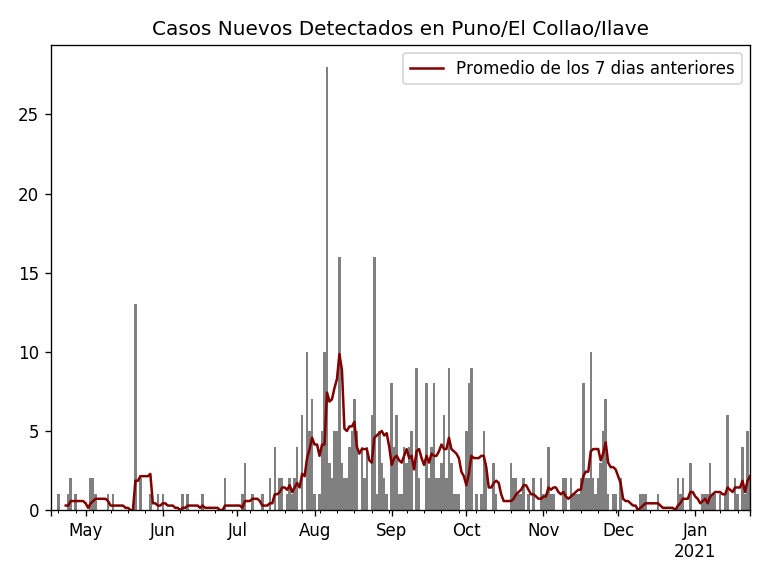 Casos Nuevos Detectados en Puno/El Collao/Ilave
Promedio de los 7 dias anteriores
25
20
15
10
5
0
May Jun Jul Aug Sep Oct Nov Dec Jan
2021